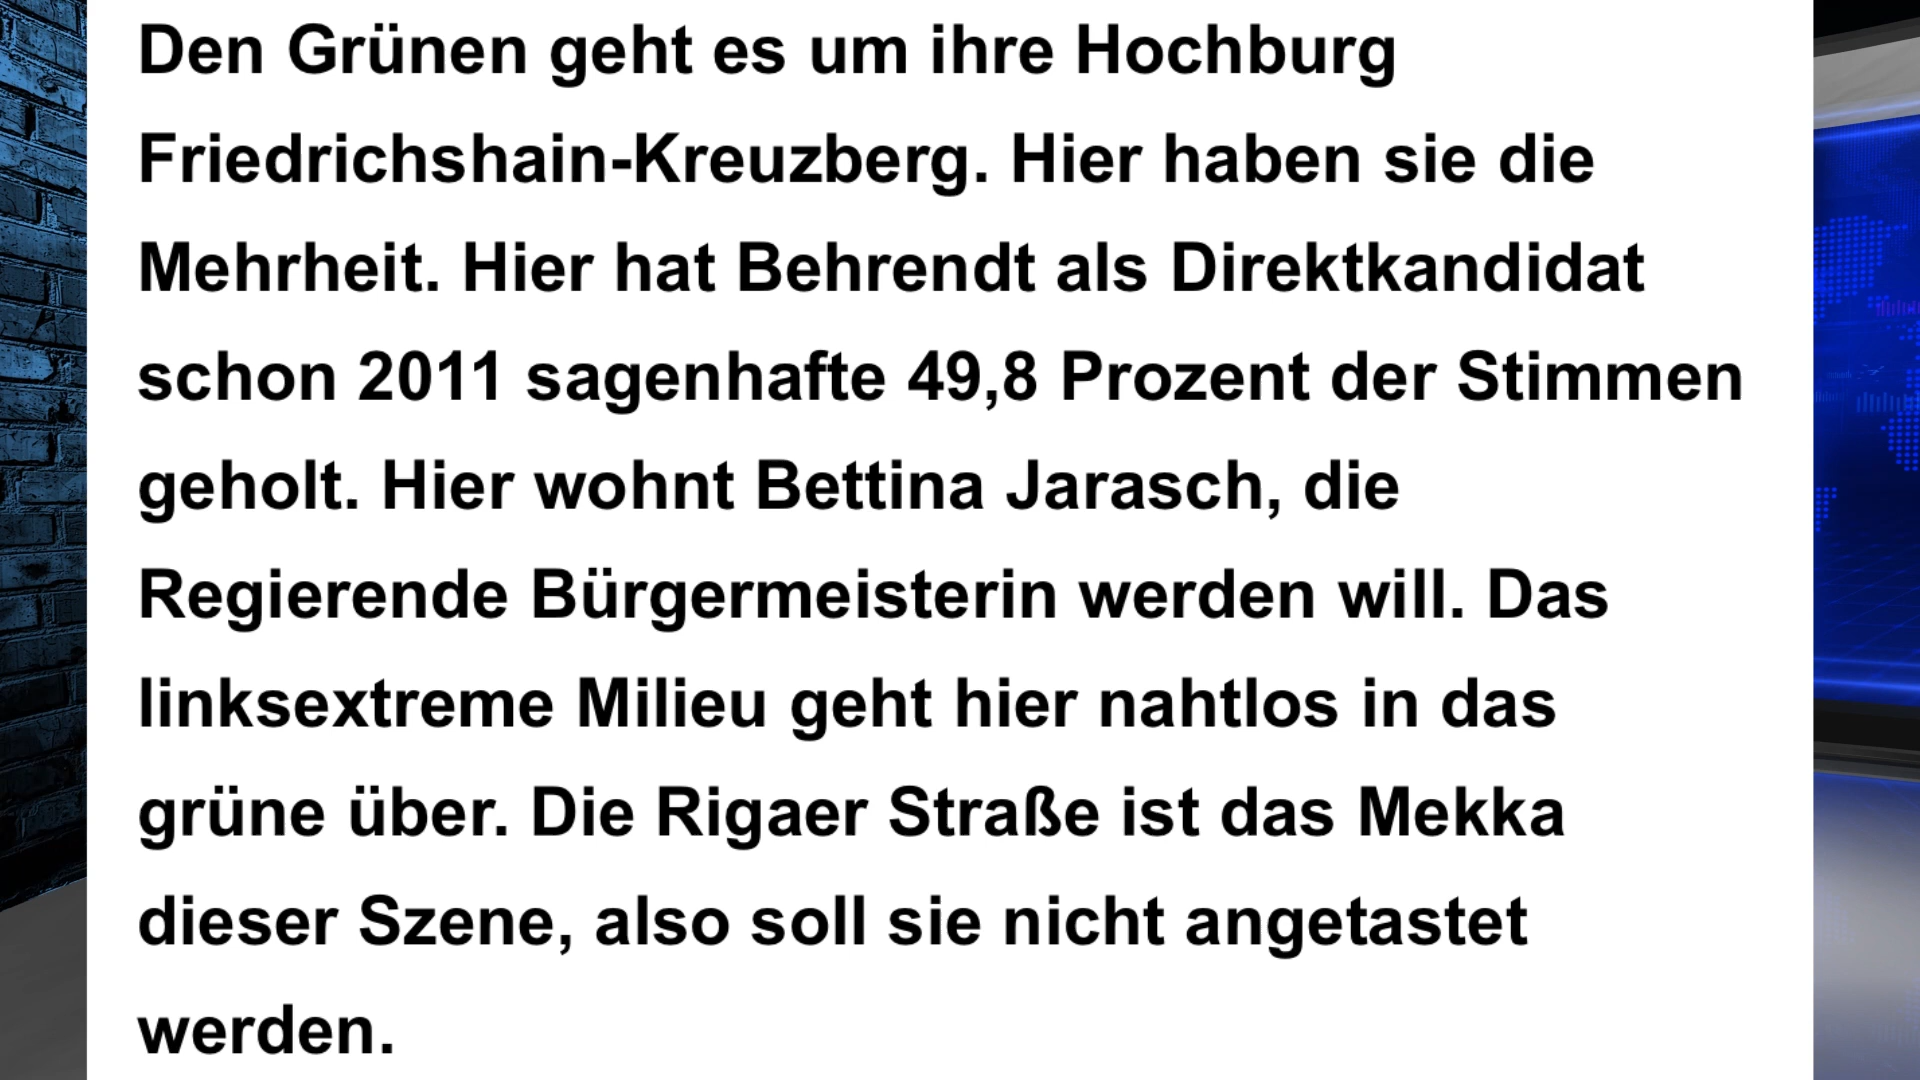 Den Grünen geht es um ihre Hochburg
Friedrichshain-Kreuzberg. Hier haben sie die
Mehrheit. Hier hat Behrendt als Direktkandidat
schon 2011 sagenhafte 49,8 Prozent der Stimmen
geholt. Hier wohnt Bettina Jarasch, die
Regierende Bürgermeisterin werden will. Das
linksextreme Milieu geht hier nahtlos in das
grüne über. Die Rigaer Straße ist das Mekka
dieser Szene, also soll sie nicht angetastet
werden.